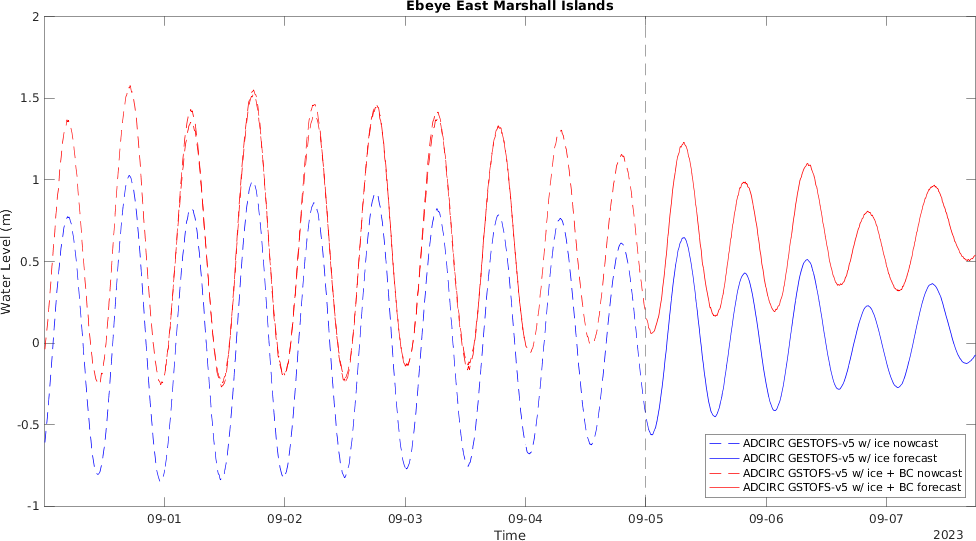 Ebeye East Marshall Islands
2
1.5
1
0.5
0
-0.5
-1
Water Level (m)
09-01 09-02 09-03 09-04 09-05 09-06 09-07
Time
2023
ADCIRC GESTOFS-v5 w/ ice nowcast
ADCIRC GESTOFS-v5 w/ ice forecast
ADCIRC GSTOFS-v5 w/ ice + BC nowcast
ADCIRC GSTOFS-v5 w/ ice + BC forecast